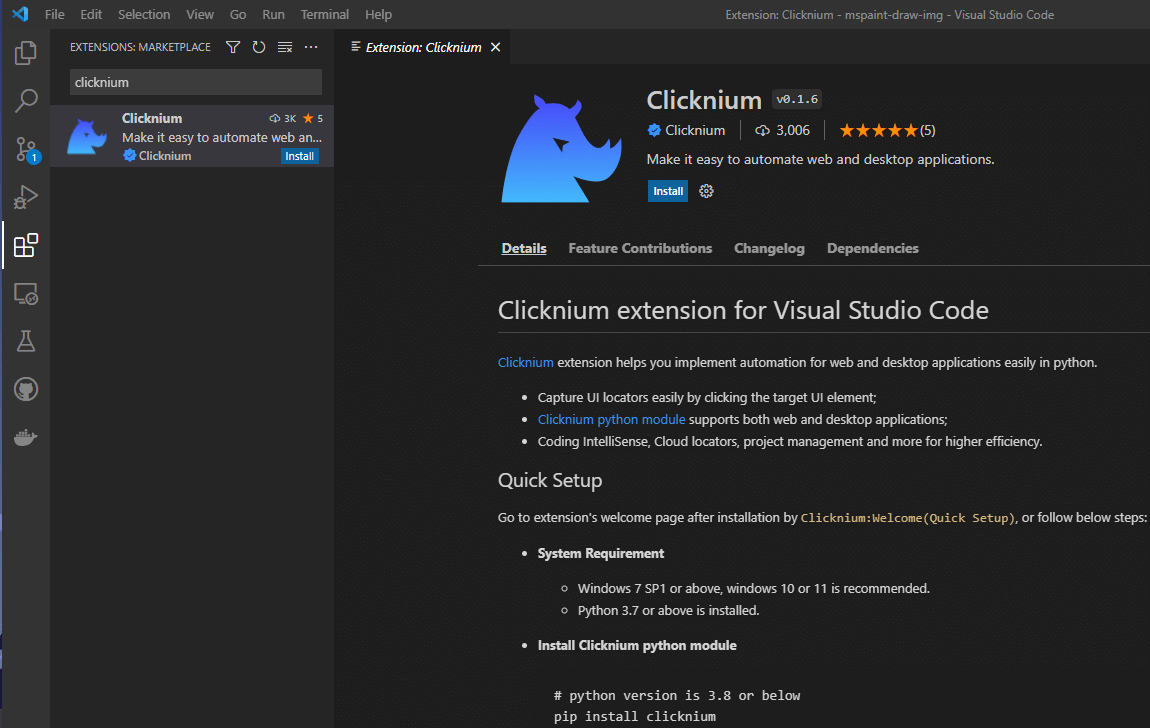 File Edit Selection View Go Run Terminal Help
Extension: Clicknium - mspaint-draw-img - Visual Studio Code
EXTENSIONS: MARKETPLACE
clicknium
Clicknium 3K 5
Make it easy to automate web an...
Clicknium Install
1
Extension: Clicknium
Clicknium v0.1.6
Clicknium 3,006 (5)
Make it easy to automate web and desktop applications.
Install
Details Feature Contributions Changelog Dependencies
Clicknium extension for Visual Studio Code
Clicknium extension helps you implement automation for web and desktop applications easily in python.
Capture UI locators easily by clicking the target UI element;
Clicknium python module supports both web and desktop applications;
Coding IntelliSense, Cloud locators, project management and more for higher efficiency.
Quick Setup
Go to extension's welcome page after installation by Clicknium:Welcome(Quick Setup), or follow below steps:
System Requirement
Windows 7 SP1 or above, windows 10 or 11 is recommended.
Python 3.7 or above is installed.
Install Clicknium python module
# python version is 3.8 or below
pip install clicknium